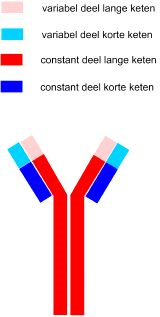 variabel deel lange keten
variabel deel korte keten
constant deel lange keten
constant deel korte keten